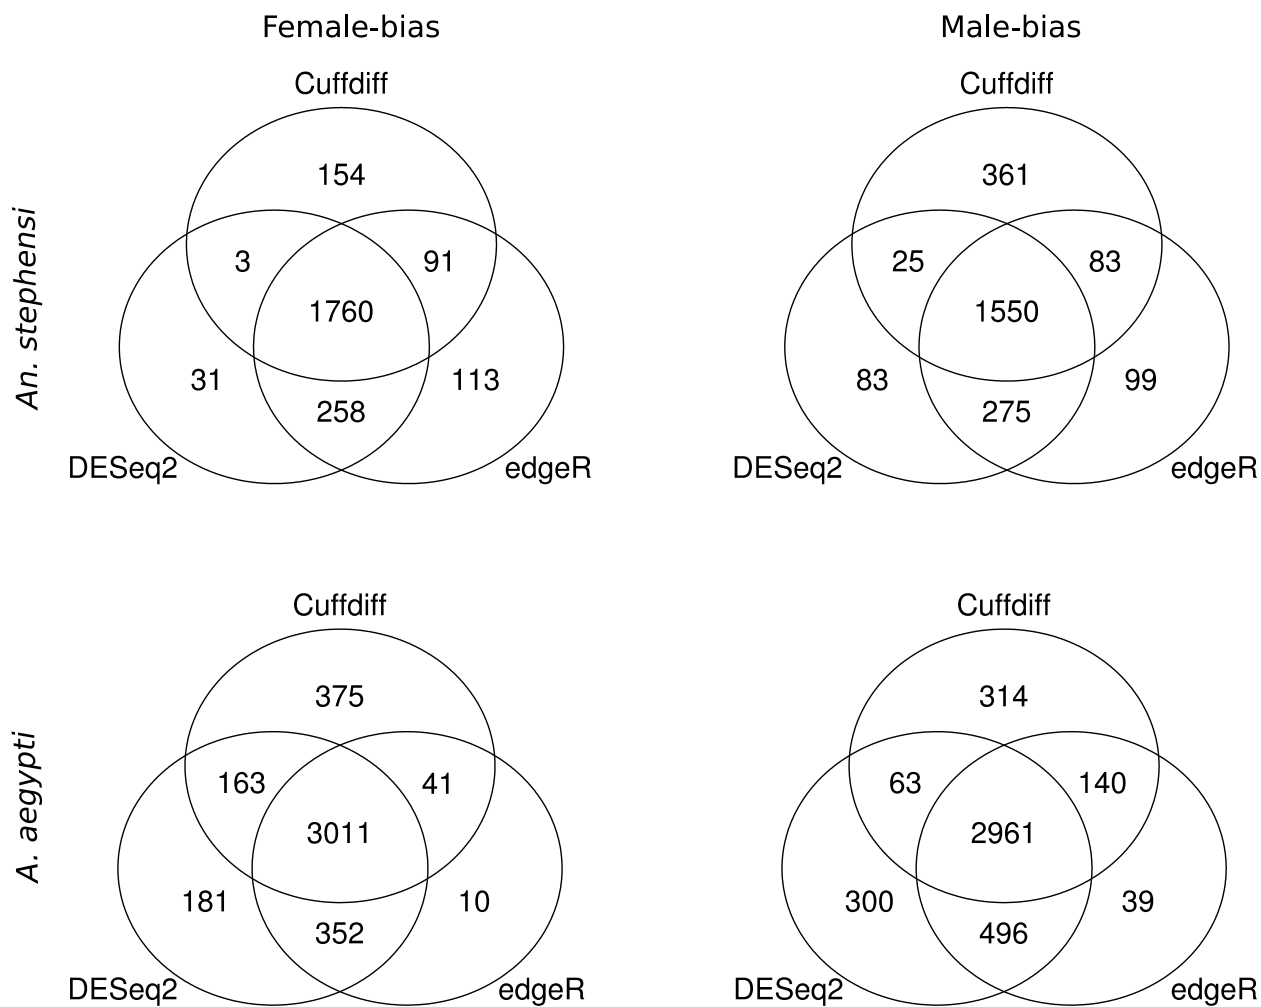 Female-bias Male-bias
Cuffdiff Cuffdiff
154 361
3 91 25 83
1760 1550
An. stephensi
31 113 83 99
258 275
DESeq2 edgeR DESeq2 edgeR
Cuffdiff Cuffdiff
375 314
163 41 63 140
3011 2961
A. aegypti
181 10 300 39
352 496
DESeq2 edgeR DESeq2 edgeR